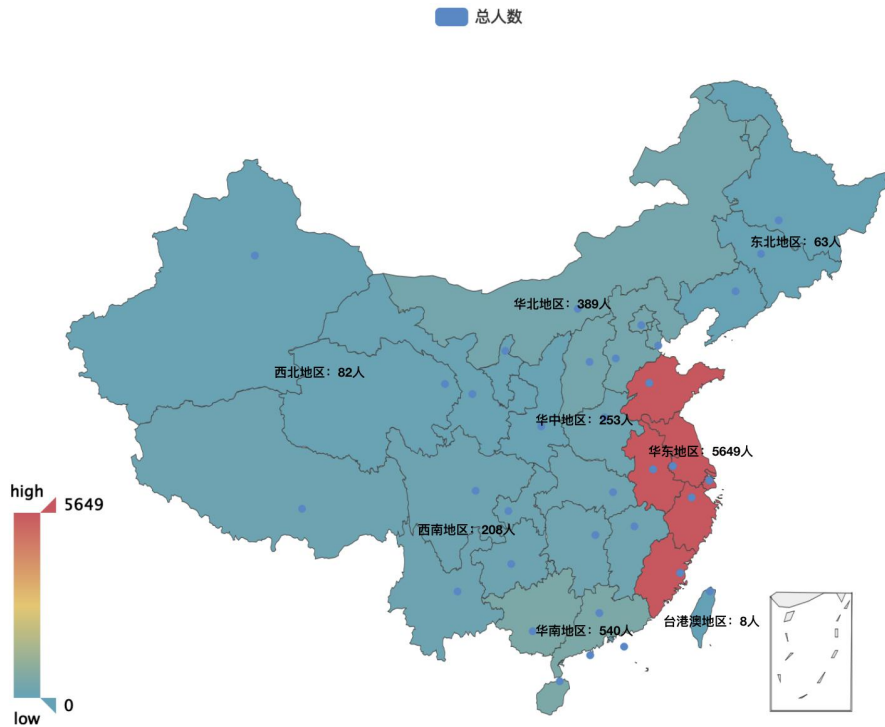 总人数
东北地区：63人
华北地区：389人
西北地区：82人
华中地区：253人
华东地区：5649人
high
5649
西南地区：208人
台港澳地区：8人
华南地区：540人
0
low